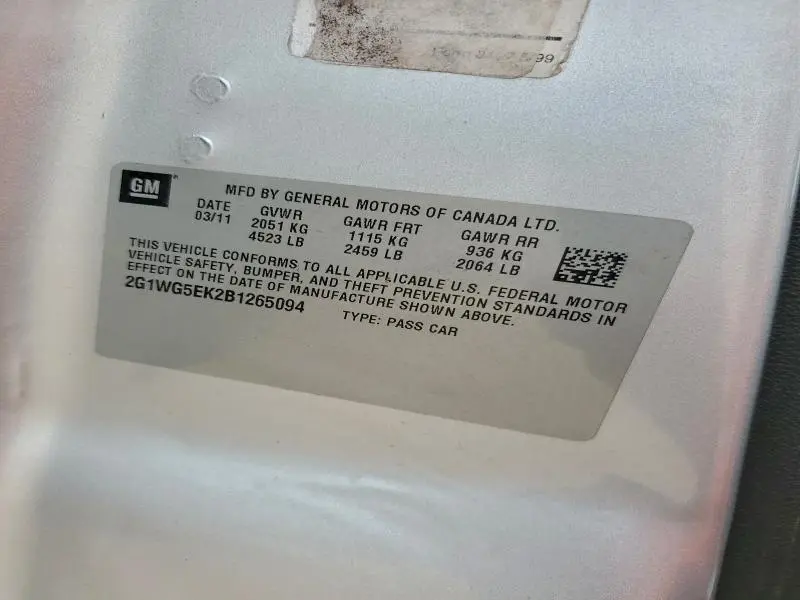 99
GM
MFD BY GENERAL MOTORS OF CANADA LTD.
DATE GVWR GAWR FRT GAWR RR
03/11 2051 KG 1115 KG 936 KG
4523 LB 2459 LB 2064 LB
THIS VEHICLE CONFORMS TO ALL APPLICABLE U.S. FEDERAL MOTOR
VEHICLE SAFETY, BUMPER, AND THEFT PREVENTION STANDARDS IN
EFFECT ON THE DATE OF MANUFACTURE SHOWN ABOVE.
2G1WG5EK2B1265094 TYPE: PASS CAR